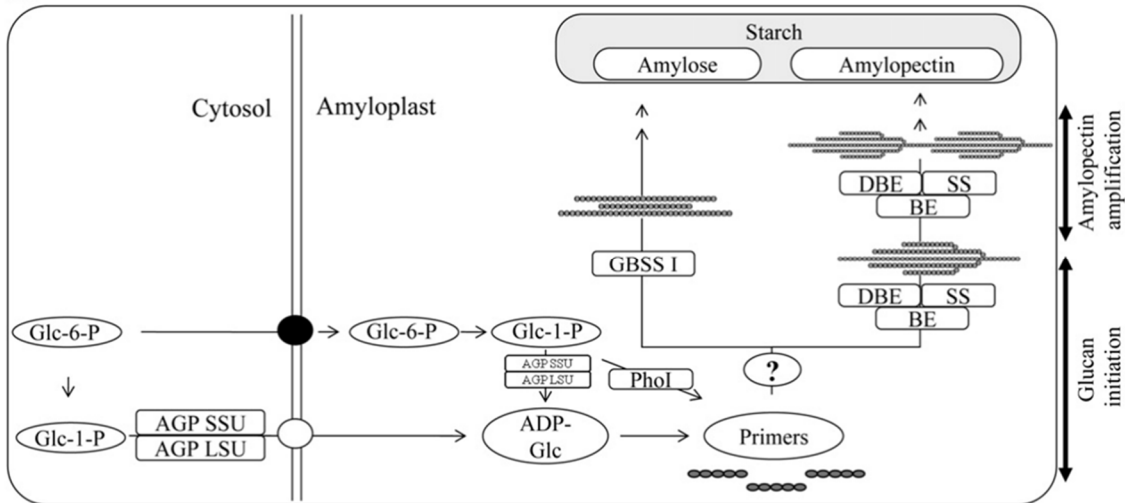 Starch
Amylose
Amylopectin
Cytosol
Amyloplast
Amylopectin
amplification
DBE
SS
BE
GBSS I
DBE
SS
BE
Glc-6-P
Glc-6-P
Glc-1-P
AGP SSU
AGP LSU
PhoI
?
Glucan
initiation
Glc-1-P
AGP SSU
AGP LSU
ADP-
Glc
Primers